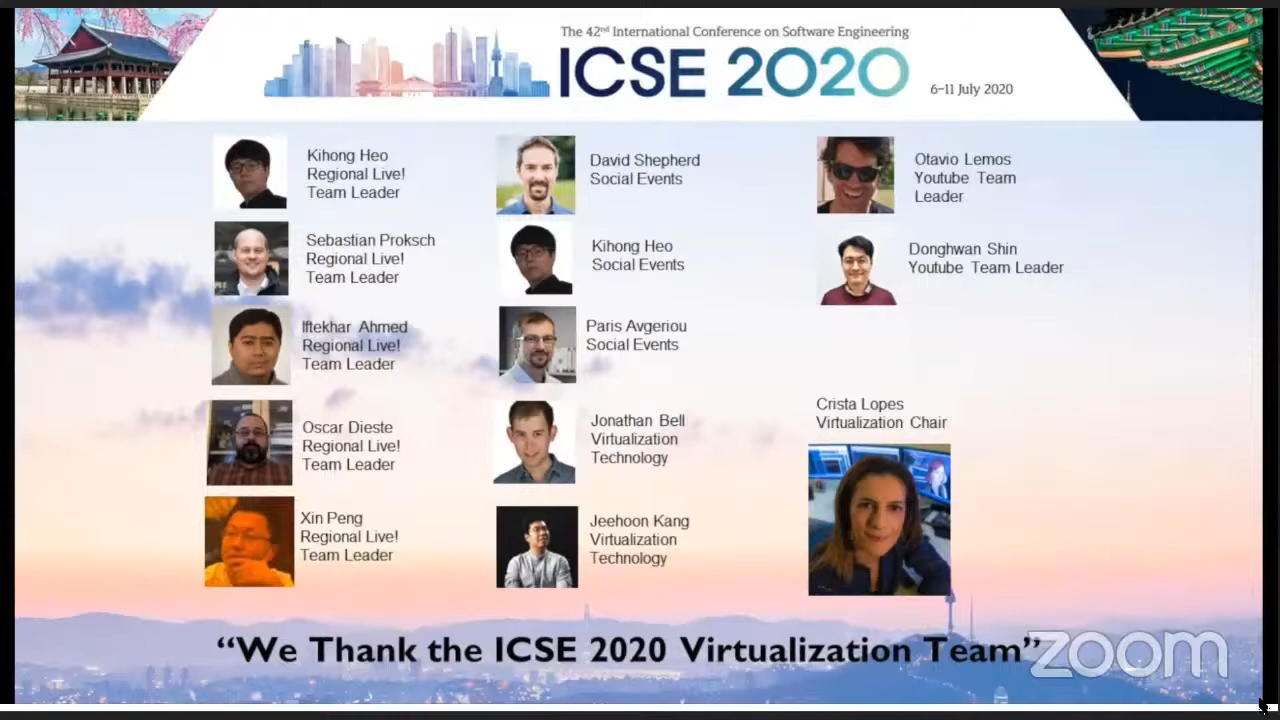 The 42nd International Conference on Software Engineering
ICSE 2020
6-11 July 2020
Kihong Heo
Regional Live!
Team Leader
Sebastian Proksch
Regional Live!
Team Leader
Iftekhar Ahmed
Regional Live!
Team Leader
Oscar Dieste
Regional Live!
Team Leader
Xin Peng
Regional Live!
Team Leader
David Shepherd
Social Events
Kihong Heo
Social Events
Paris Avgeriou
Social Events
Jonathan Bell
Virtualization
Technology
Jeehoon Kang
Virtualization
Technology
Otavio Lemos
Youtube Team
Leader
Donghwan Shin
Youtube Team Leader
Crista Lopes
Virtualization Chair
“We Thank the ICSE 2020 Virtualization Team”
zoom